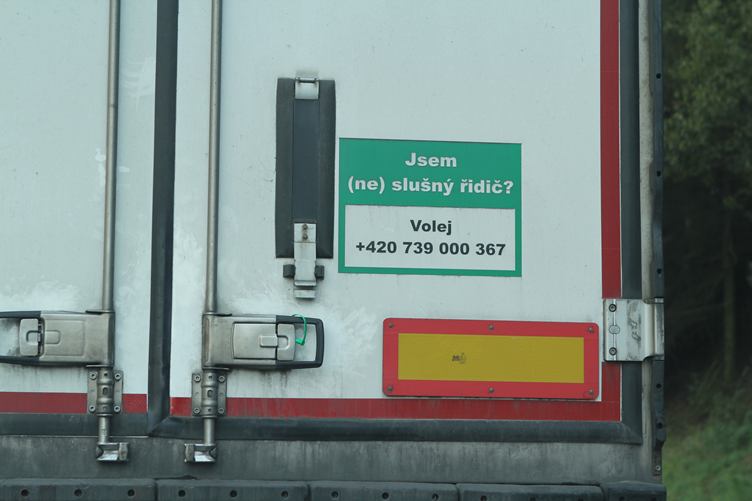 Jsem
(ne) slušný řidič?
Volej
+420 739 000 367